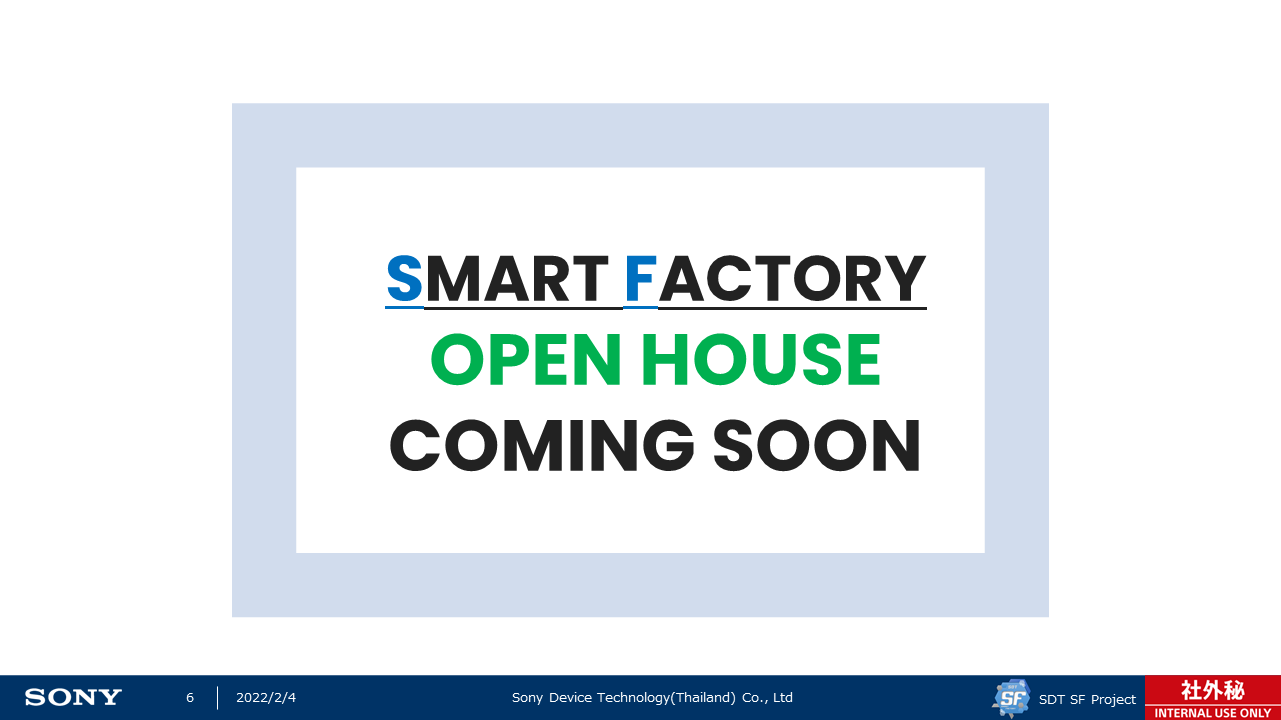 SMART FACTORY
OPEN HOUSE
COMING SOON
SONY
6
2022/2/4
Sony Device Technology(Thailand) Co., Ltd
SDT
SF
SDT SF Project
社外秘
INTERNAL USE ONLY